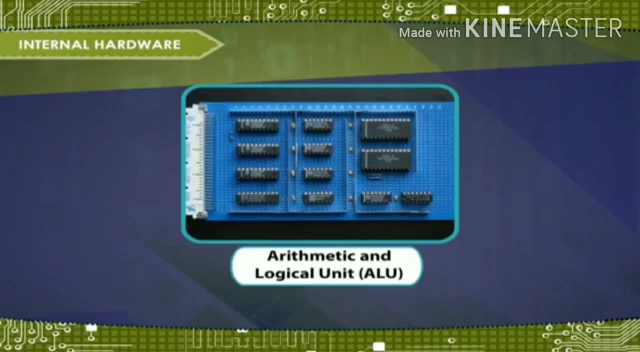 Made with KINEMASTER
INTERNAL HARDWARE
Arithmetic and
Logical Unit (ALU)